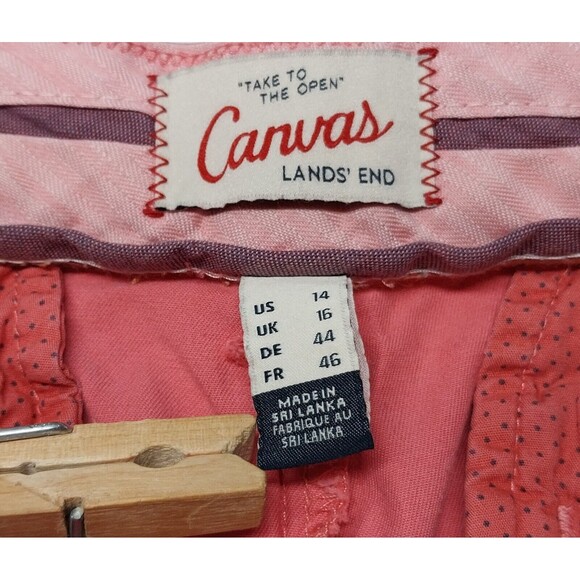 "TAKE TO
THE OPEN"
Canvas
LANDS' END
US 14
UK 16
DE 44
FR 46
MADE IN
SRI LANKA
FABRIQUE AU
SRI LANKA